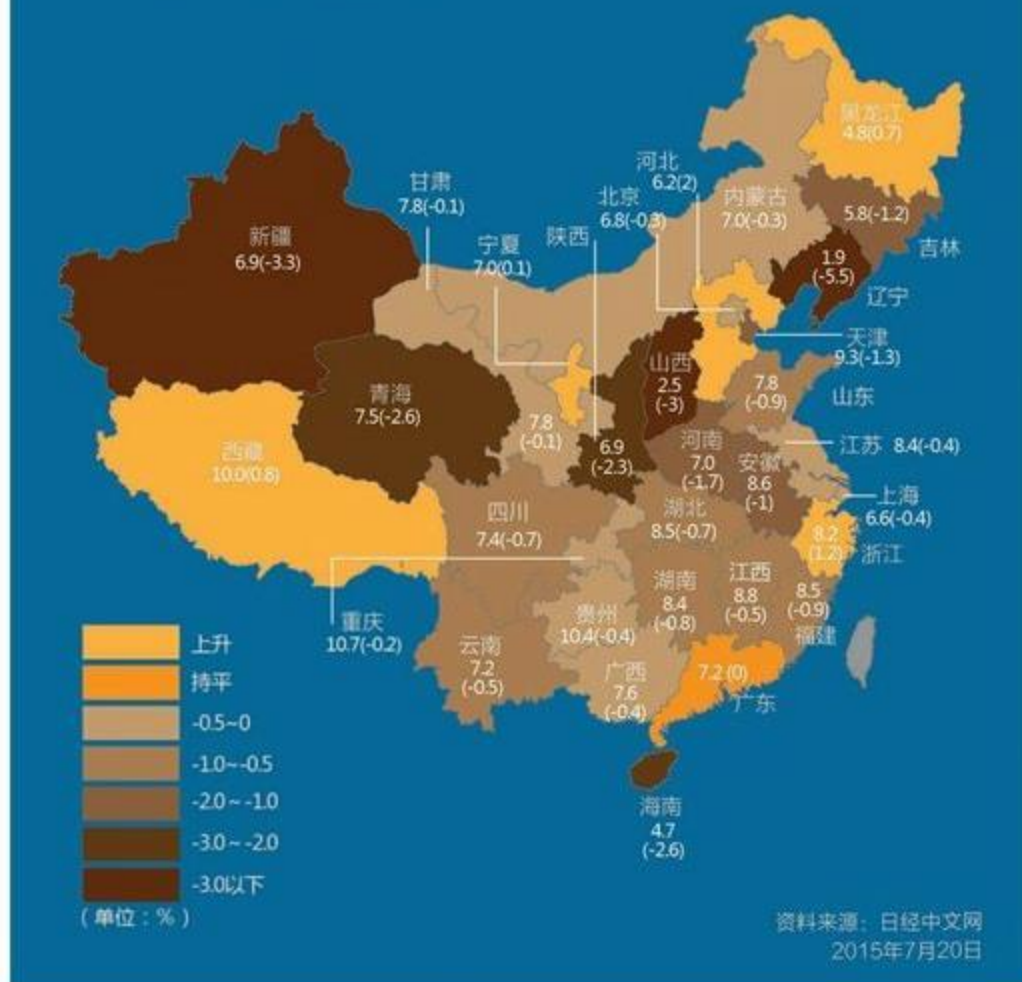 黑龙江
4.8(0.7)
河北
6.2(2)
甘肃
7.8(-0.1)
北京
6.8(-0.3)
内蒙古
7.0(-0.3)
5.8(-1.2)
吉林
新疆
6.9(-3.3)
宁夏
7.0(0.1)
陕西
1.9
(-5.5)
辽宁
天津
9.3(-1.3)
山西
2.5
(-3)
青海
7.5(-2.6)
7.8
(-0.9)
山东
7.8
(-0.1)
6.9
(-2.3)
河南
7.0
(-1.7)
安徽
8.6
(-1)
江苏 8.4(-0.4)
西藏
10.0(0.8)
上海
6.6(-0.4)
四川
7.4(-0.7)
湖北
8.5(-0.7)
8.2
(1.2)
浙江
湖南
8.4
(-0.8)
江西
8.8
(-0.5)
8.5
(-0.9)
福建
重庆
10.7(-0.2)
贵州
10.4(-0.4)
云南
7.2
(-0.5)
广西
7.6
(-0.4)
7.2(0)
广东
海南
4.7
(-2.6)
上升
持平
-0.5~0
-1.0~-0.5
-2.0~-1.0
-3.0~-2.0
-3.0以下
(单位:%)
资料来源:日经中文网
2015年7月20日